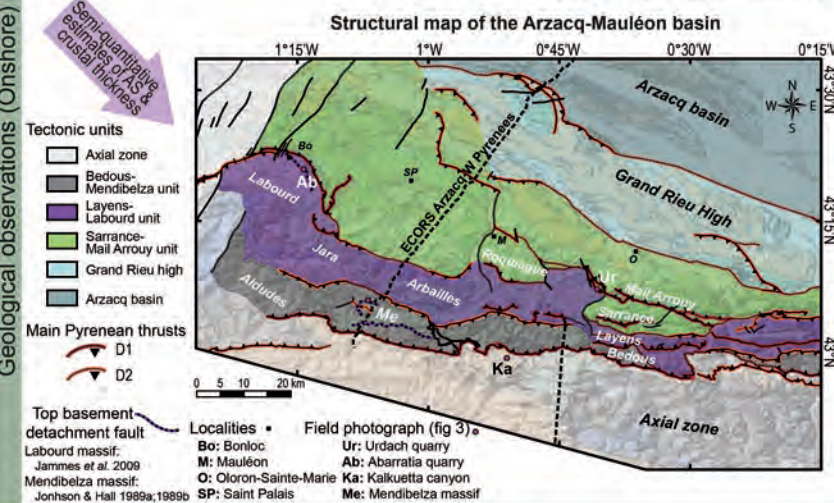 Geological observations (Onshore)
Semi-quantitative
estimates of AS &
crustal thickness
Structural map of the Arzacq-Mauléon basin
1°15'W
1°W
0°45'W
0°30'W
0°15'W
43°30'N
43°15'N
43°N
N
W
E
S
Arzacq basin
Grand Rieu High
ECORS Arzacq-W Pyrenees
Bo
Ab
SP
M
O
Labourd
Jara
Arbailles
Roquiague
Ur
Mail Arrouy
Sarrance
Layens
Bedous
Aldudes
Me
Ka
Axial zone
Tectonic units
Axial zone
Bedous-
Mendibelza unit
Layens-
Labourd unit
Sarrance-
Mail Arrouy unit
Grand Rieu high
Arzacq basin
Main Pyrenean thrusts
D1
D2
0 5 10 20 km
Top basement
detachment fault
Labourd massif:
Jammes et al. 2009
Mendibelza massif:
Jonhson & Hall 1989a;1989b
Localities
Bo: Bonloc
M: Mauléon
O: Oloron-Sainte-Marie
SP: Saint Palais
Field photograph (fig 3)
Ur: Urdach quarry
Ab: Abarratia quarry
Ka: Kalkuetta canyon
Me: Mendibelza massif